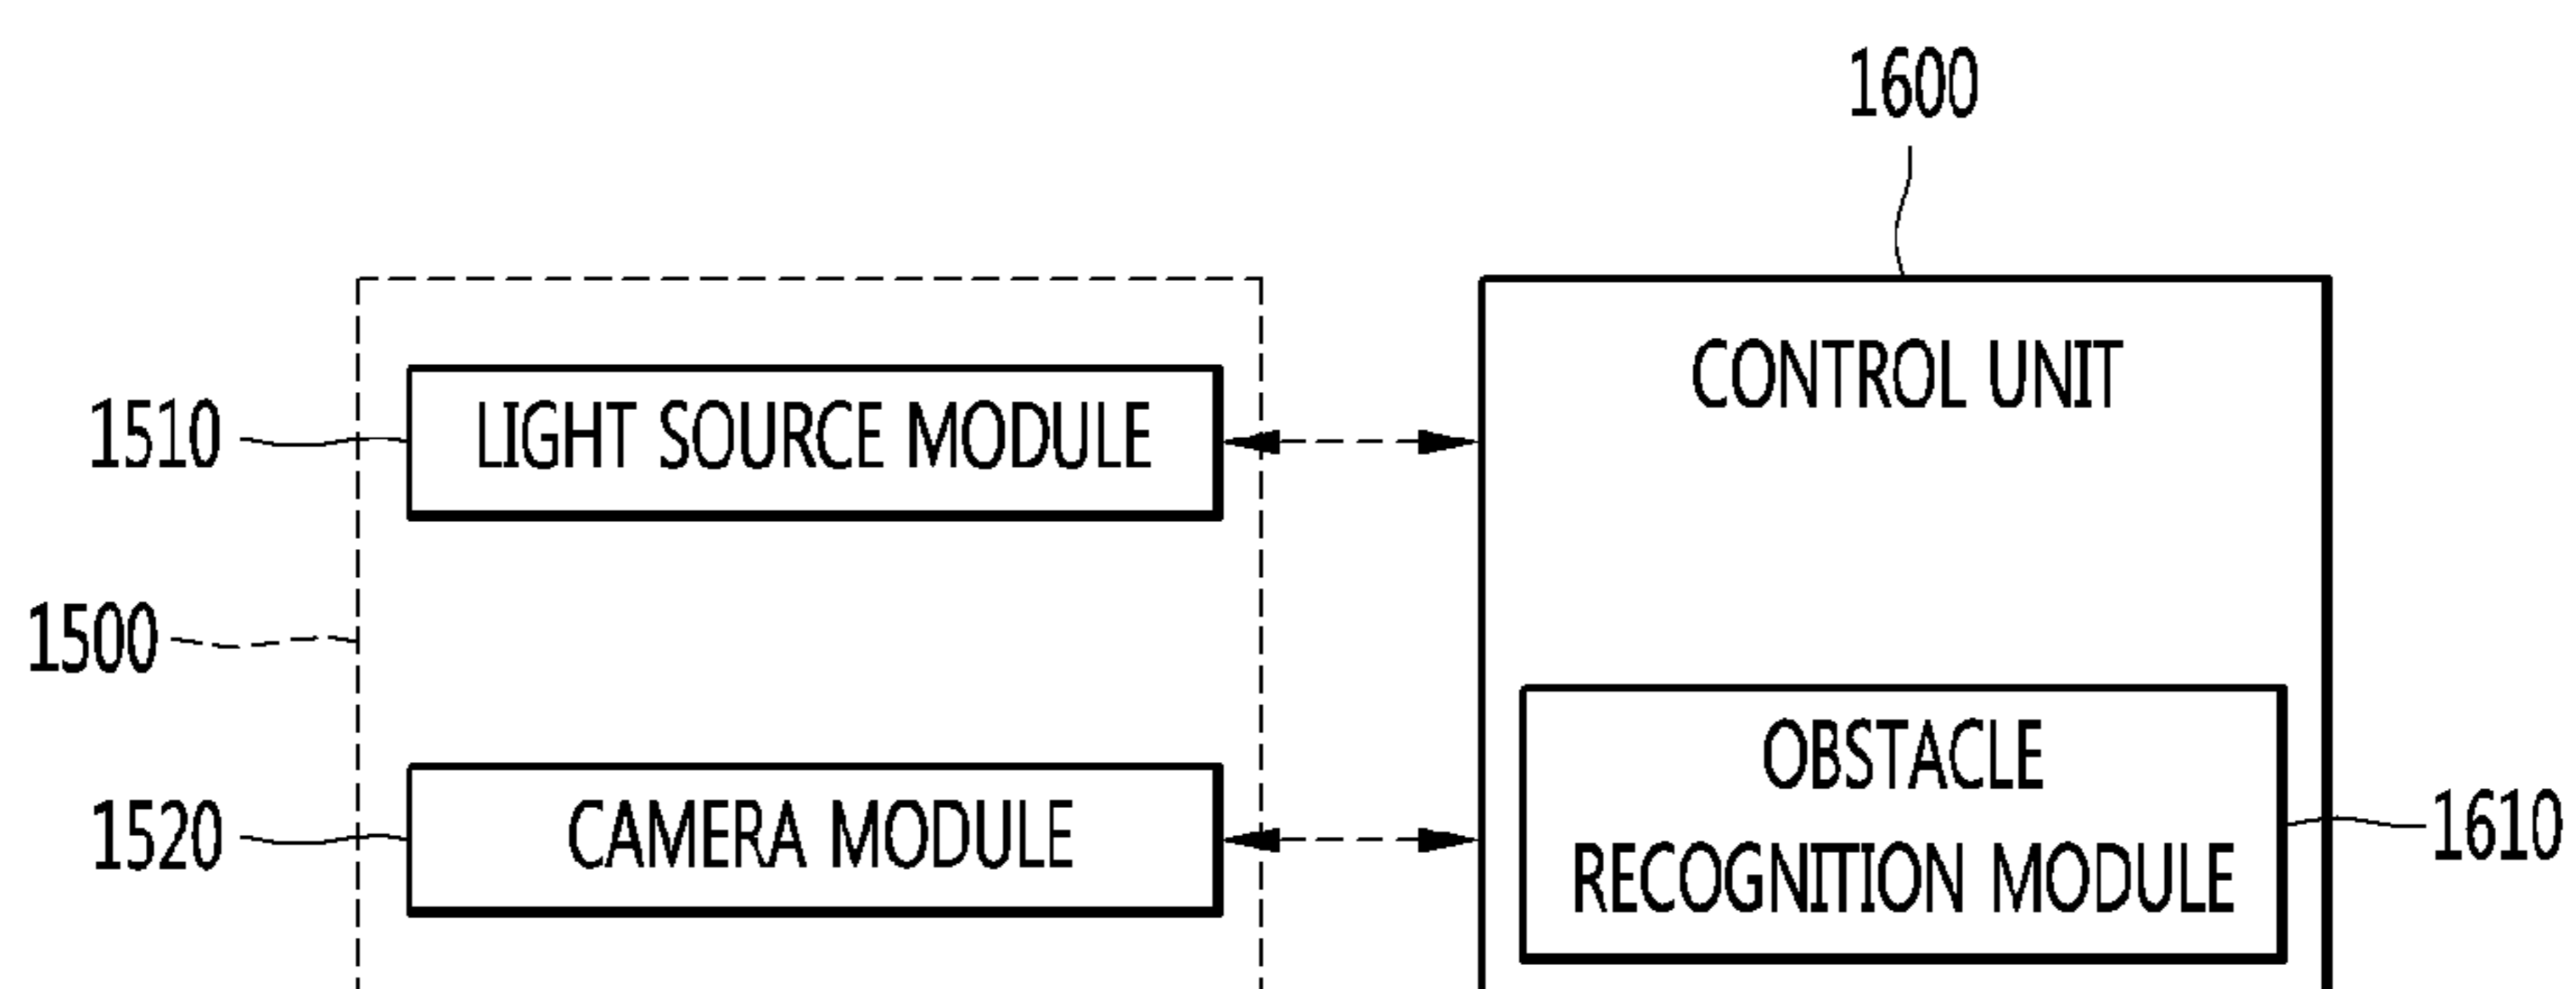 1600
CONTROL UNIT
1510
LIGHT SOURCE MODULE
1500
OBSTACLE
RECOGNITION MODULE
1610
1520
CAMERA MODULE